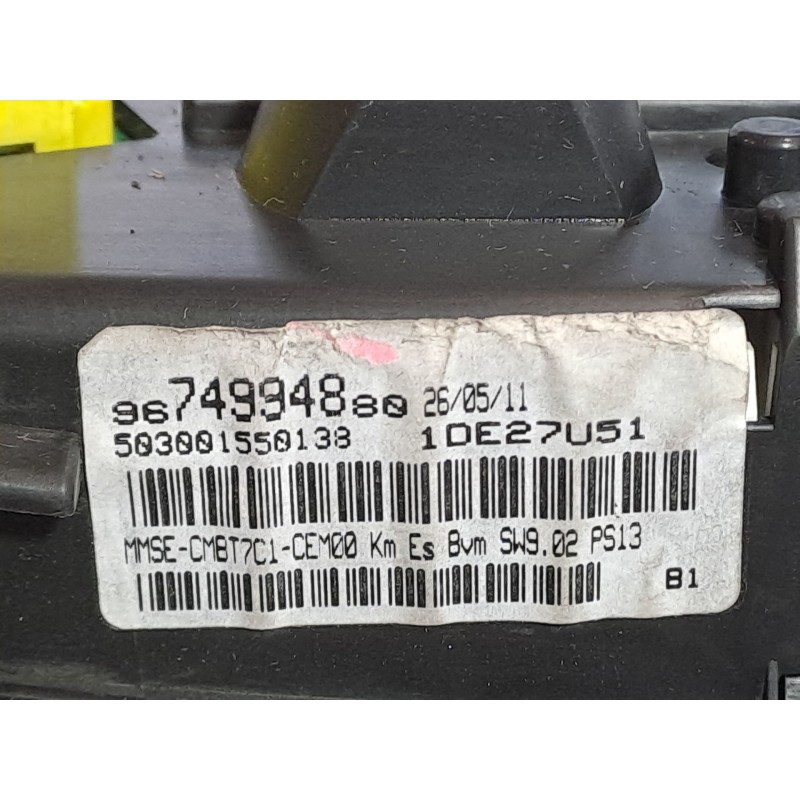 9674994880 26/05/11
503001550138 1DE27U51
MMSE-CMBT7C1-CEM00 Km Es Bvm SW9.02 PS13
B1